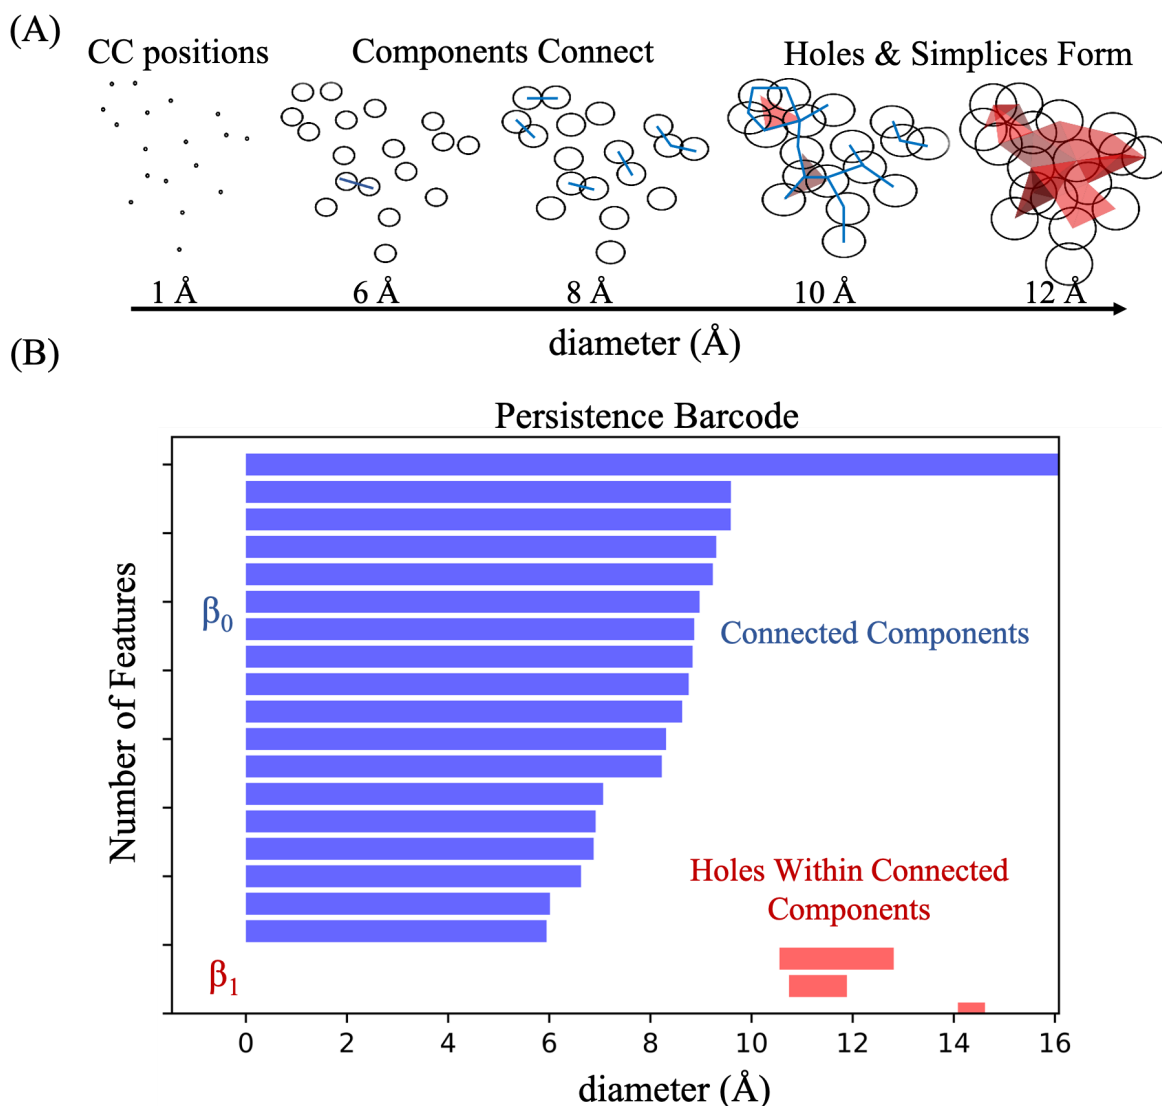 (A)
CC positions
Components Connect
Holes & Simplices Form
1 Å
6 Å
8 Å
10 Å
12 Å
diameter (Å)
(B)
Persistence Barcode
Number of Features
β0
Connected Components
Holes Within Connected
Components
β1
0 2 4 6 8 10 12 14 16
diameter (Å)